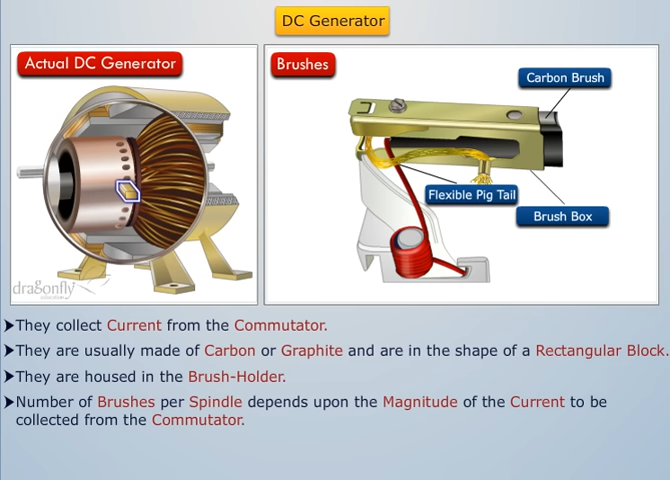 DC Generator
Actual DC Generator
Brushes
Carbon Brush
Flexible Pig Tail
Brush Box
dragonfly
They collect Current from the Commutator.
They are usually made of Carbon or Graphite and are in the shape of a Rectangular Block.
They are housed in the Brush-Holder.
Number of Brushes per Spindle depends upon the Magnitude of the Current to be
collected from the Commutator.